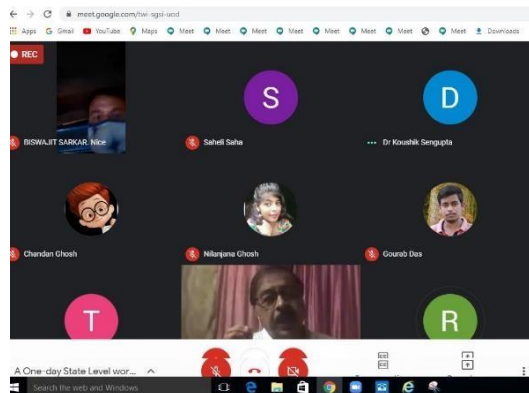 meet.google.com/twi-sgsi-uod
Apps G Gmail YouTube Maps Meet Meet Meet Meet Meet Meet Meet Meet Downloads
REC
S
D
BISWAJIT SARKAR. Nice
Saheli Saha
Dr Koushik Sengupta
Chandan Ghosh
Nilanjana Ghosh
Gourab Das
T
R
A One-day State Level wor...
Search the web and Windows